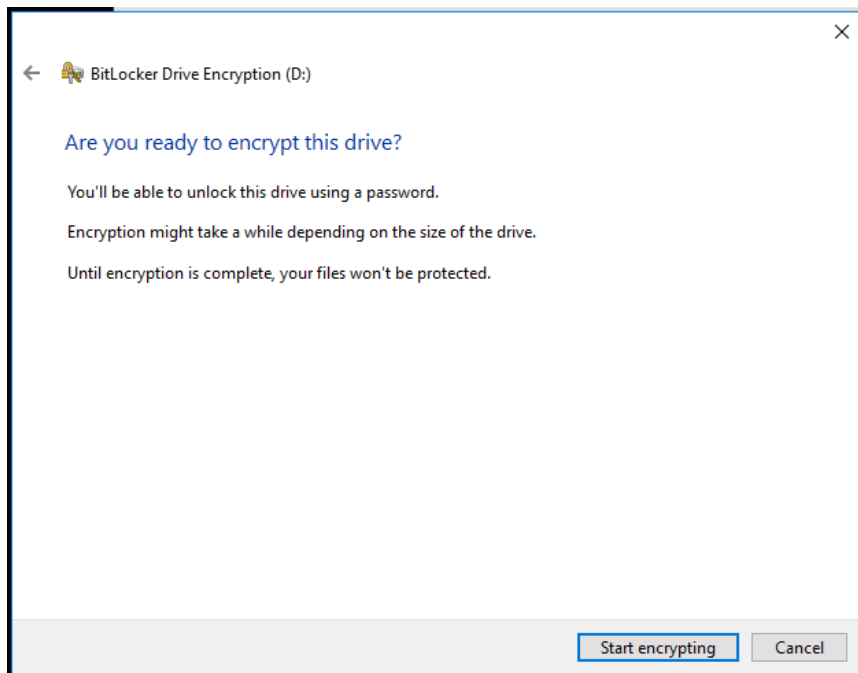 BitLocker Drive Encryption (D:)
Are you ready to encrypt this drive?
You'll be able to unlock this drive using a password.
Encryption might take a while depending on the size of the drive.
Until encryption is complete, your files won't be protected.
Start encrypting
Cancel